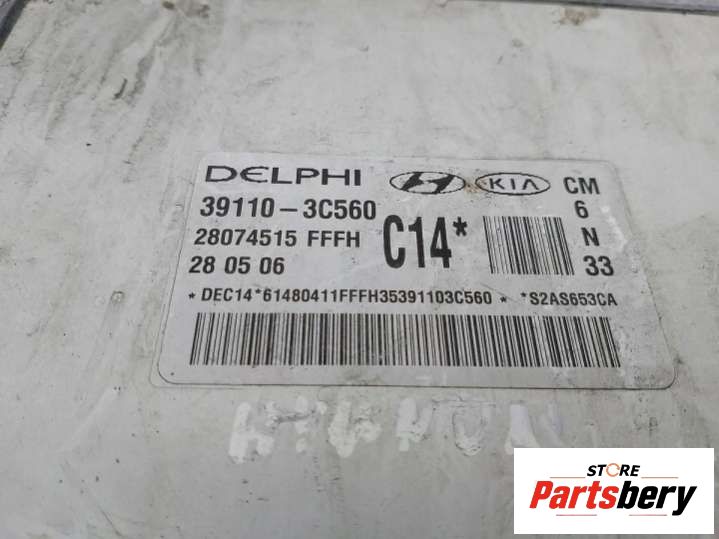 DELPHI KIA CM
39110-3C560 C14* 6
28074515 FFFH N
28 05 06 33
*DEC14*61480411FFFH35391103C560* *S2AS653CA
STORE
Partsbery